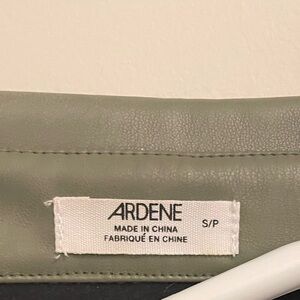 ARDENE
MADE IN CHINA
FABRIQUÉ EN CHINE
S/P